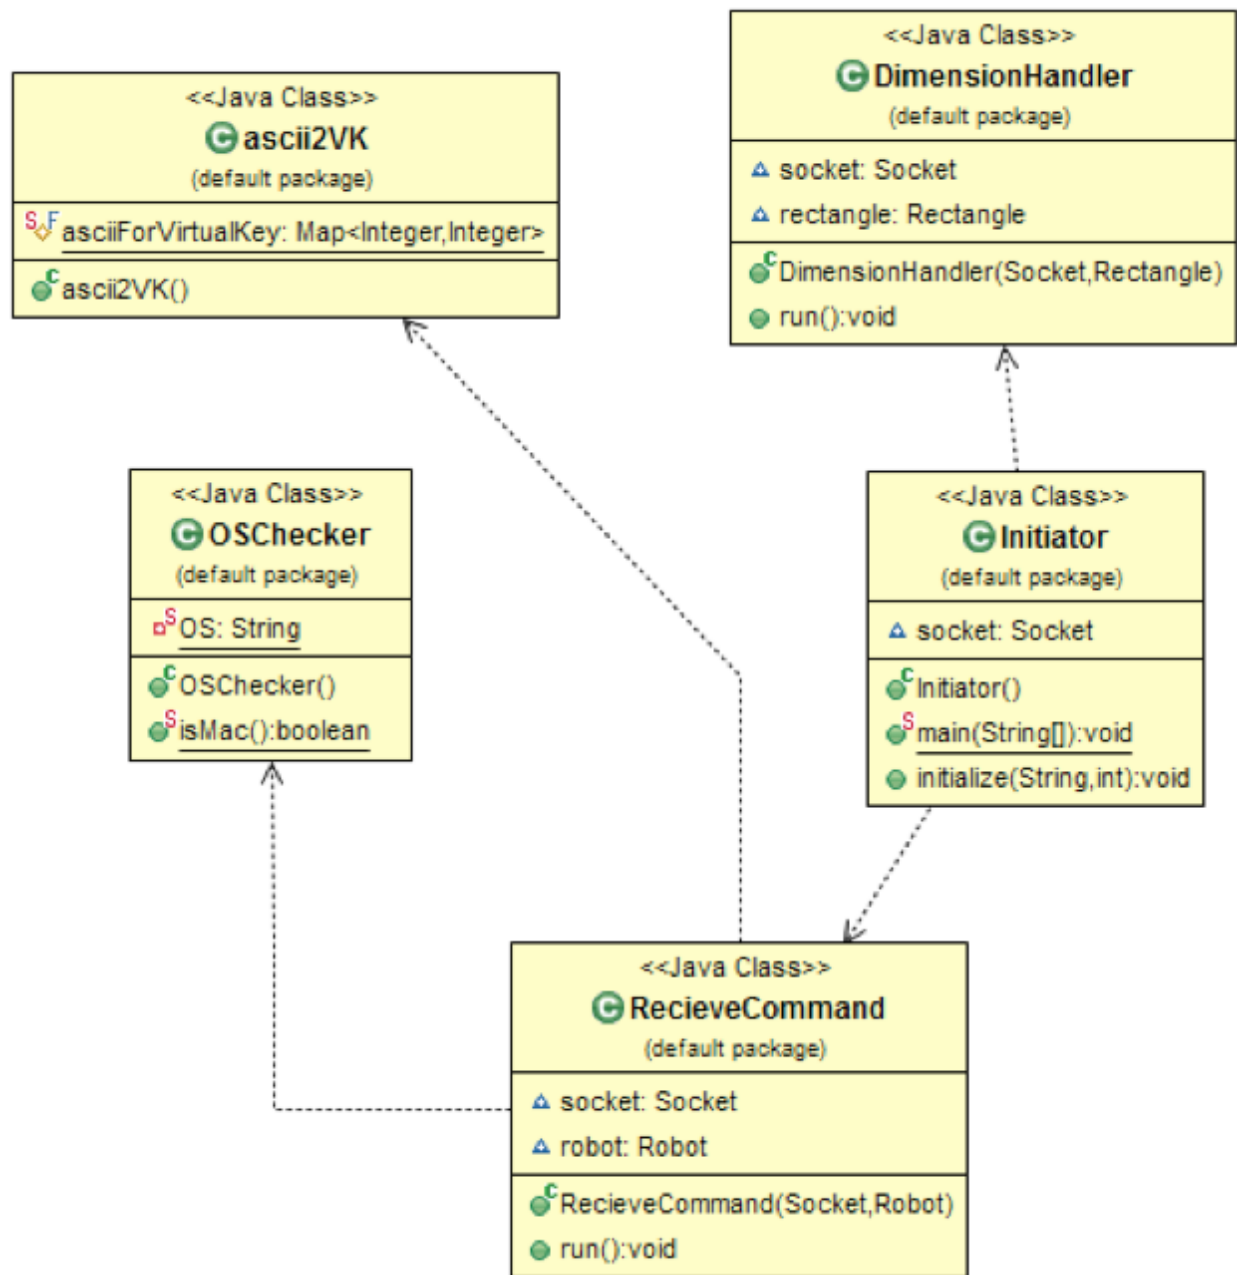 <<Java Class>>
DimensionHandler
(default package)
socket: Socket
rectangle: Rectangle
DimensionHandler(Socket,Rectangle)
run():void
<<Java Class>>
ascii2VK
(default package)
asciiForVirtualKey: Map<Integer,Integer>
ascii2VK()
<<Java Class>>
OSChecker
(default package)
OS: String
OSChecker()
isMac():boolean
<<Java Class>>
Initiator
(default package)
socket: Socket
Initiator()
main(String[]):void
initialize(String,int):void
<<Java Class>>
RecieveCommand
(default package)
socket: Socket
robot: Robot
RecieveCommand(Socket,Robot)
run():void